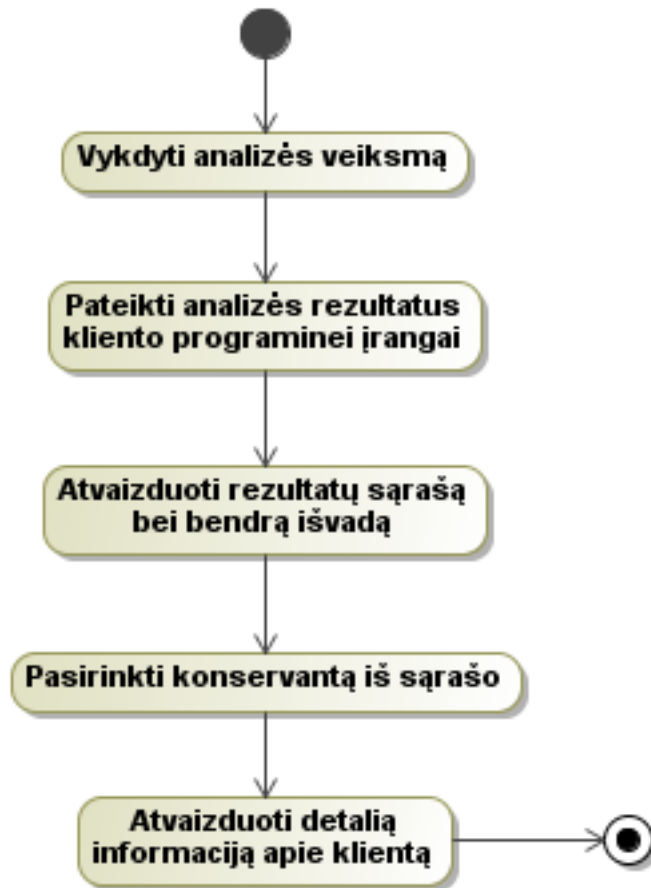 Vykdyti analizės veiksmą
Pateikti analizės rezultatus
kliento programinei įrangai
Atvaizduoti rezultatų sąrašą
bei bendrą išvadą
Pasirinkti konservantą iš sąrašo
Atvaizduoti detalią
informaciją apie klientą